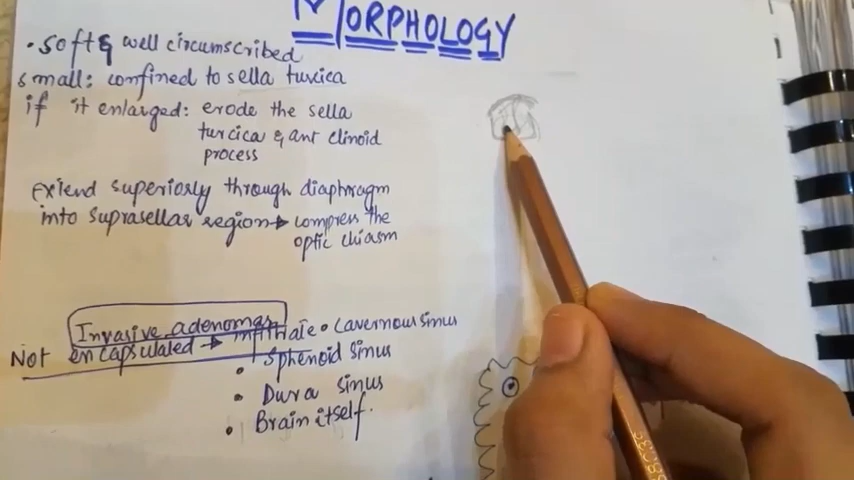 MORPHOLOGY
• Soft & well circumscribed
small: confined to sella turcica
if it enlarged: erode the sella
turcica & ant clinoid
process
Extend superiorly through diaphragm
into suprasellar region → compress the
optic chiasm
Invasive adenomas
Not encapsulated → infiltrate • Cavernous sinus
• Sphenoid sinus
• Dura sinus
• Brain itself.